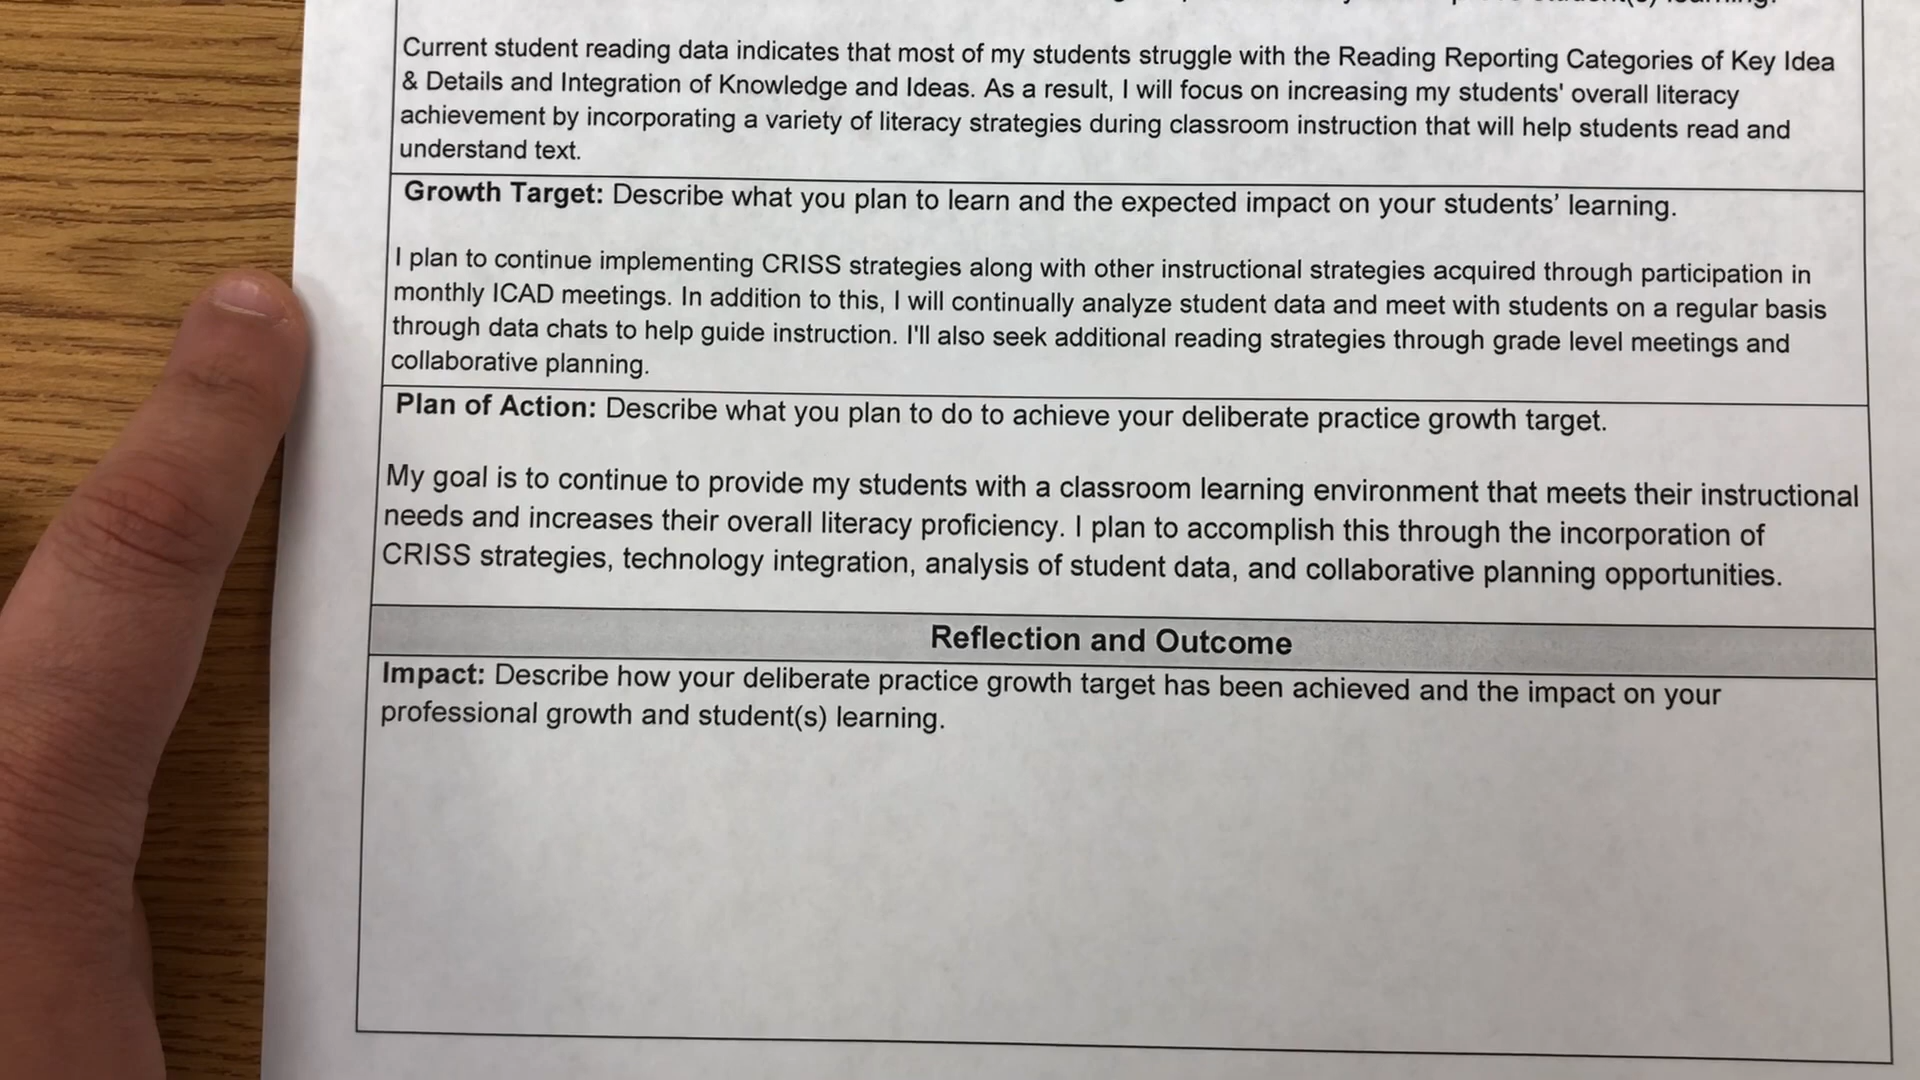 student(s) learning.
Current student reading data indicates that most of my students struggle with the Reading Reporting Categories of Key Idea
& Details and Integration of Knowledge and Ideas. As a result, I will focus on increasing my students' overall literacy
achievement by incorporating a variety of literacy strategies during classroom instruction that will help students read and
understand text.
Growth Target: Describe what you plan to learn and the expected impact on your students’ learning.
I plan to continue implementing CRISS strategies along with other instructional strategies acquired through participation in
monthly ICAD meetings. In addition to this, I will continually analyze student data and meet with students on a regular basis
through data chats to help guide instruction. I'll also seek additional reading strategies through grade level meetings and
collaborative planning.
Plan of Action: Describe what you plan to do to achieve your deliberate practice growth target.
My goal is to continue to provide my students with a classroom learning environment that meets their instructional
needs and increases their overall literacy proficiency. I plan to accomplish this through the incorporation of
CRISS strategies, technology integration, analysis of student data, and collaborative planning opportunities.
Reflection and Outcome
Impact: Describe how your deliberate practice growth target has been achieved and the impact on your
professional growth and student(s) learning.